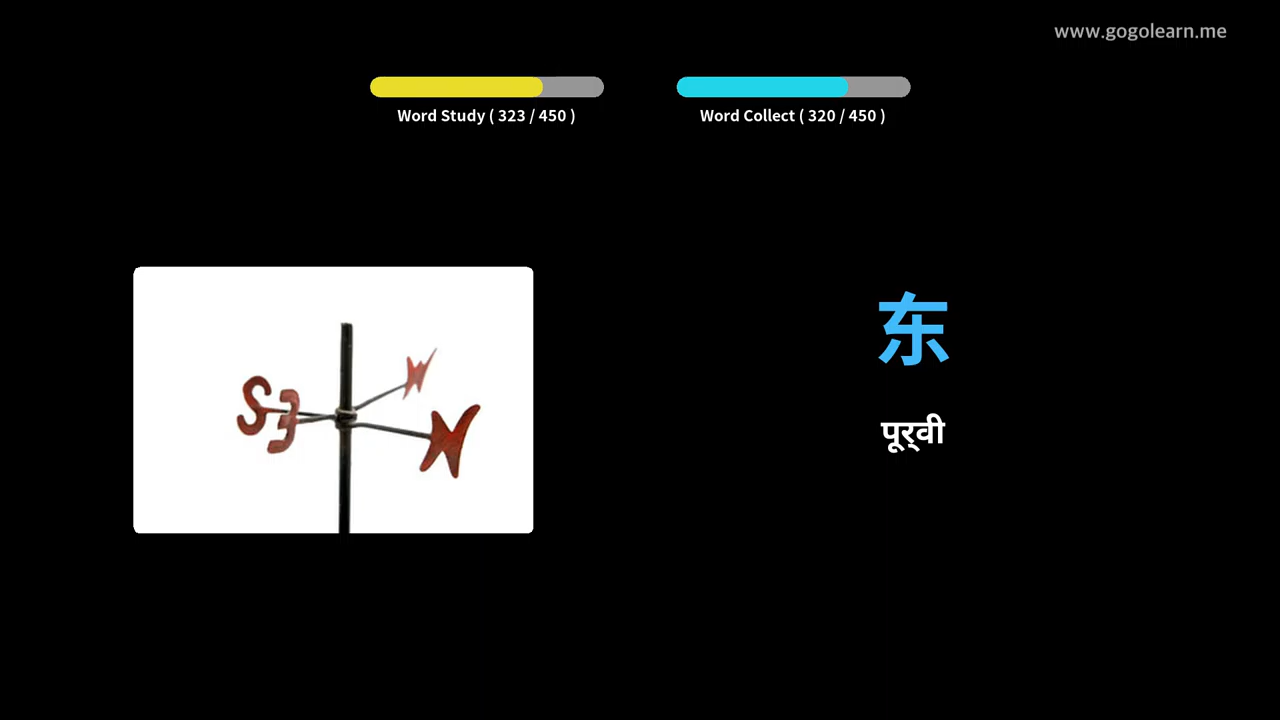 www.gogolearn.me
Word Study ( 323 / 450 )
Word Collect ( 320 / 450 )
S E N W
东
पूर्वी